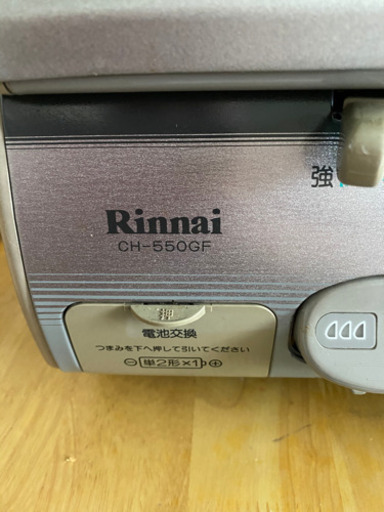 強
Rinnai
CH-550GF
押
電池交換
つまみを下へ押して引いてください
⊖単2形×1⊕